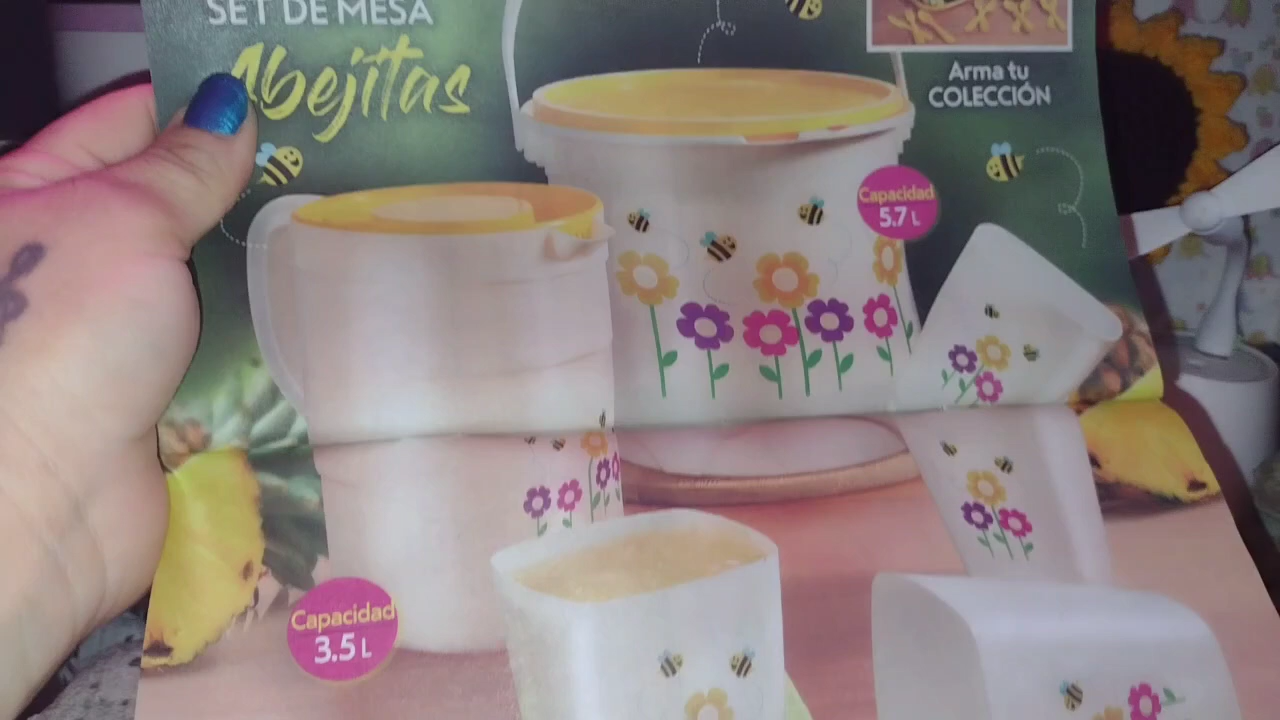 SET DE MESA
Abejitas
Arma tu
COLECCIÓN
Capacidad
5.7 L
Capacidad
3.5 L